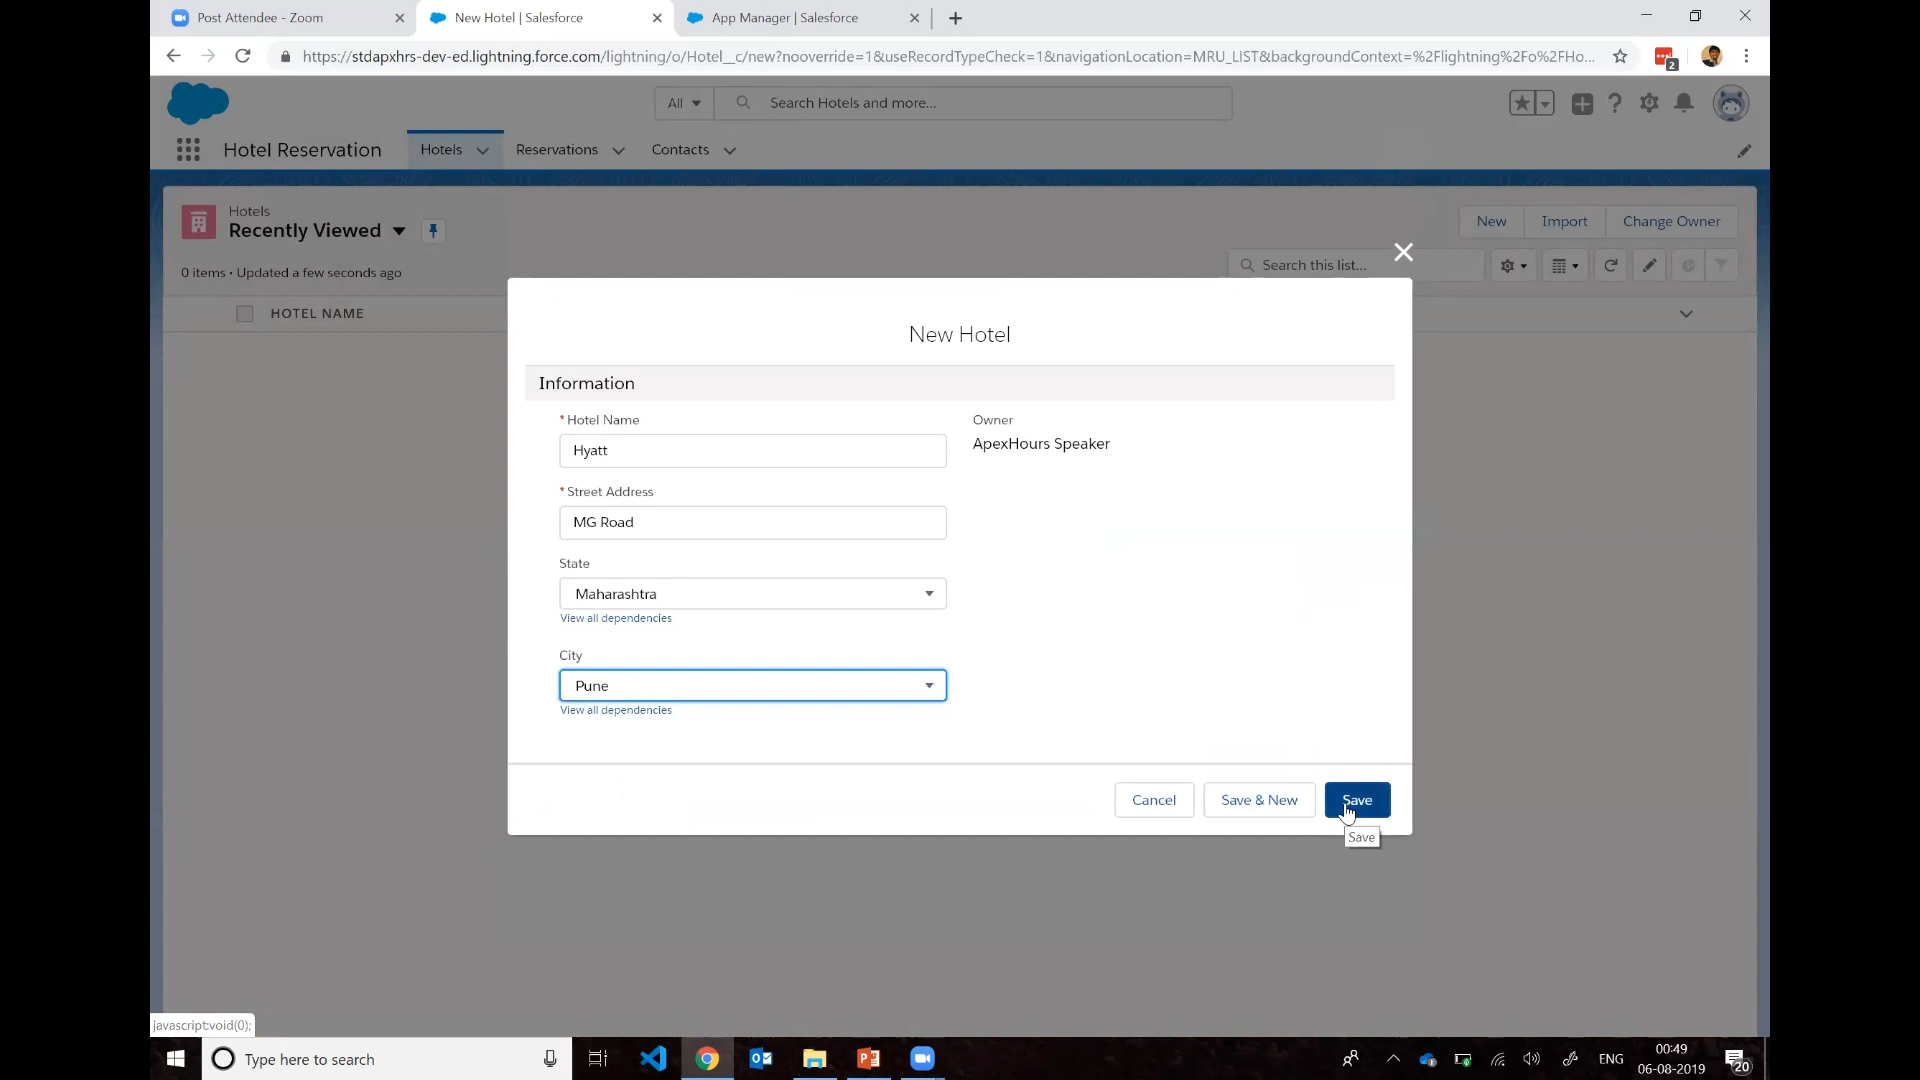 Post Attendee - Zoom
New Hotel | Salesforce
App Manager | Salesforce
https://stdapxhrs-dev-ed.lightning.force.com/lightning/o/Hotel__c/new?nooverride=1&useRecordTypeCheck=1&navigationLocation=MRU_LIST&backgroundContext=%2Flightning%2Fo%2FHo...
2
All
Search Hotels and more...
Hotel Reservation
Hotels
Reservations
Contacts
Hotels
Recently Viewed
New
Import
Change Owner
0 items • Updated a few seconds ago
Search this list...
HOTEL NAME
New Hotel
Information
* Hotel Name
Hyatt
Owner
ApexHours Speaker
* Street Address
MG Road
State
Maharashtra
View all dependencies
City
Pune
View all dependencies
Cancel
Save & New
Save
Save
javascript:void(0);
Type here to search
ENG
00:49
06-08-2019
20